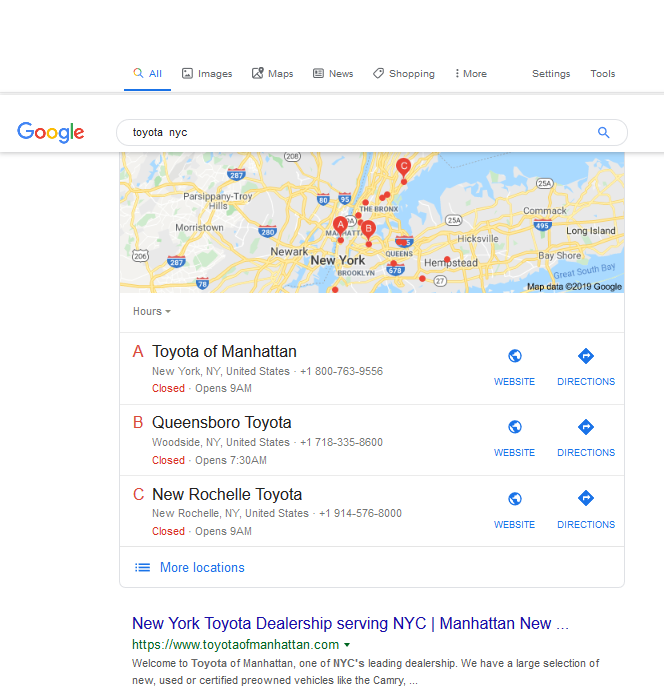 All Images Maps News Shopping More Settings Tools
Google toyota nyc
208
287
80 95
25A
Parsippany-Troy
Hills
THE BRONX
Commack
Morristown
280
25A
495
Long Island
MANHATTAN
Hicksville
206
Newark
New York
QUEENS
Hempstead
Bay Shore
287
BROOKLYN
678
Great South Bay
78
27
Map data ©2019 Google
A
B
C
Hours
A Toyota of Manhattan
New York, NY, United States · +1 800-763-9556
Closed · Opens 9AM
WEBSITE DIRECTIONS
B Queensboro Toyota
Woodside, NY, United States · +1 718-335-8600
Closed · Opens 7:30AM
WEBSITE DIRECTIONS
C New Rochelle Toyota
New Rochelle, NY, United States · +1 914-576-8000
Closed · Opens 9AM
WEBSITE DIRECTIONS
More locations
New York Toyota Dealership serving NYC | Manhattan New ...
https://www.toyotaofmanhattan.com
Welcome to Toyota of Manhattan, one of NYC's leading dealership. We have a large selection of
new, used or certified preowned vehicles like the Camry, ...